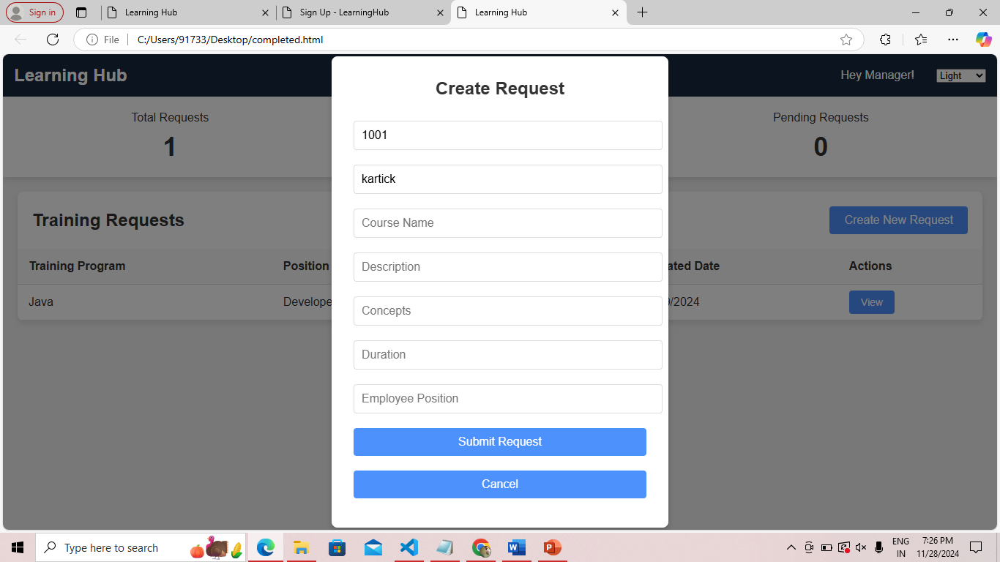 Sign in
Learning Hub
Sign Up - LearningHub
Learning Hub
File
C:/Users/91733/Desktop/completed.html
Learning Hub
Hey Manager!
Light
Total Requests
1
Pending Requests
0
Training Requests
Create New Request
Training Program
Position
ated Date
Actions
Java
Develope
9/2024
View
Create Request
1001
kartick
Course Name
Description
Concepts
Duration
Employee Position
Submit Request
Cancel
Type here to search
ENG
IN
7:26 PM
11/28/2024